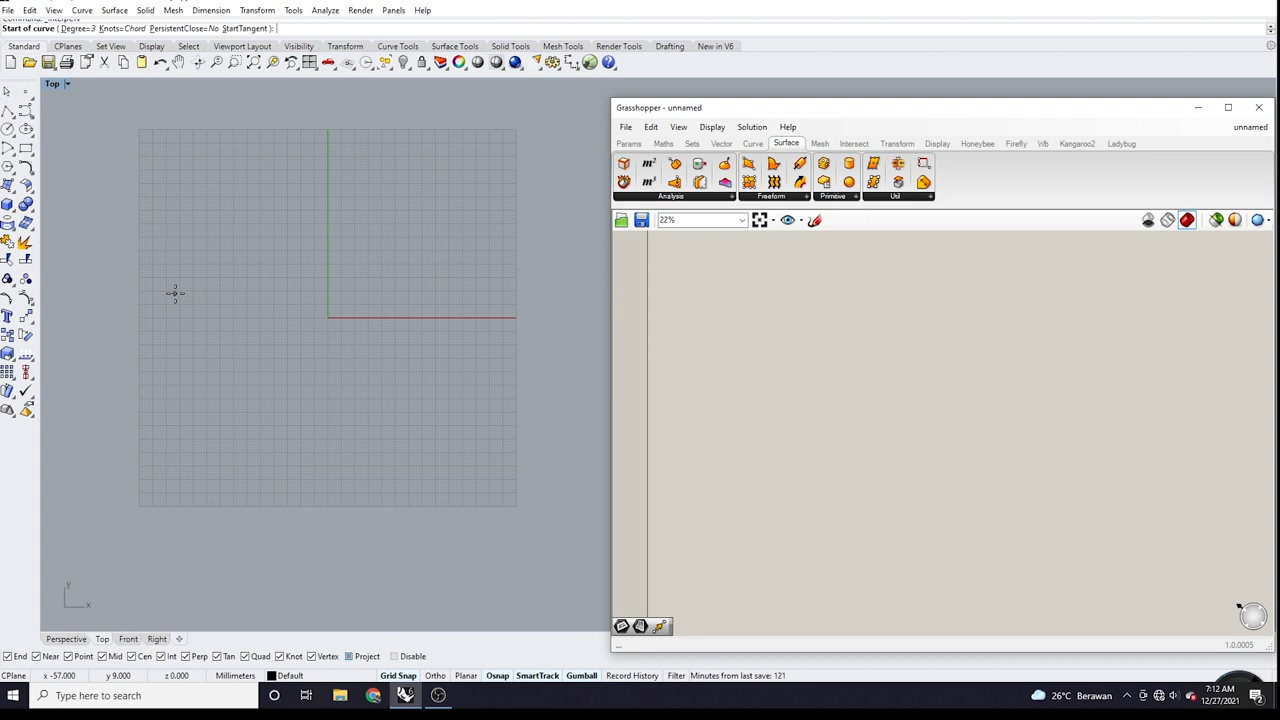 File Edit View Curve Surface Solid Mesh Dimension Transform Tools Analyze Render Panels Help
Start of curve ( Degree=3 Knots=Chord PersistentClose=No StartTangent ):
Standard CPlanes Set View Display Select Viewport Layout Visibility Transform Curve Tools Surface Tools Solid Tools Mesh Tools Render Tools Drafting New in V6
Top
Grasshopper - unnamed
File Edit View Display Solution Help unnamed
Params Maths Sets Vector Curve Surface Mesh Intersect Transform Display Honeybee Firefly Wb Kangaroo2 Ladybug
m²
m³
Analysis Freeform Primitive Util
22%
y
x
Perspective Top Front Right
...
1.0.0005
End Near Point Mid Cen Int Perp Tan Quad Knot Vertex Project Disable
CPlane x -57.000 y 9.000 z 0.000 Millimeters Default Grid Snap Ortho Planar Osnap SmartTrack Gumball Record History Filter Minutes from last save: 121
Type here to search
26°C Berawan
7:12 AM
12/27/2021
2